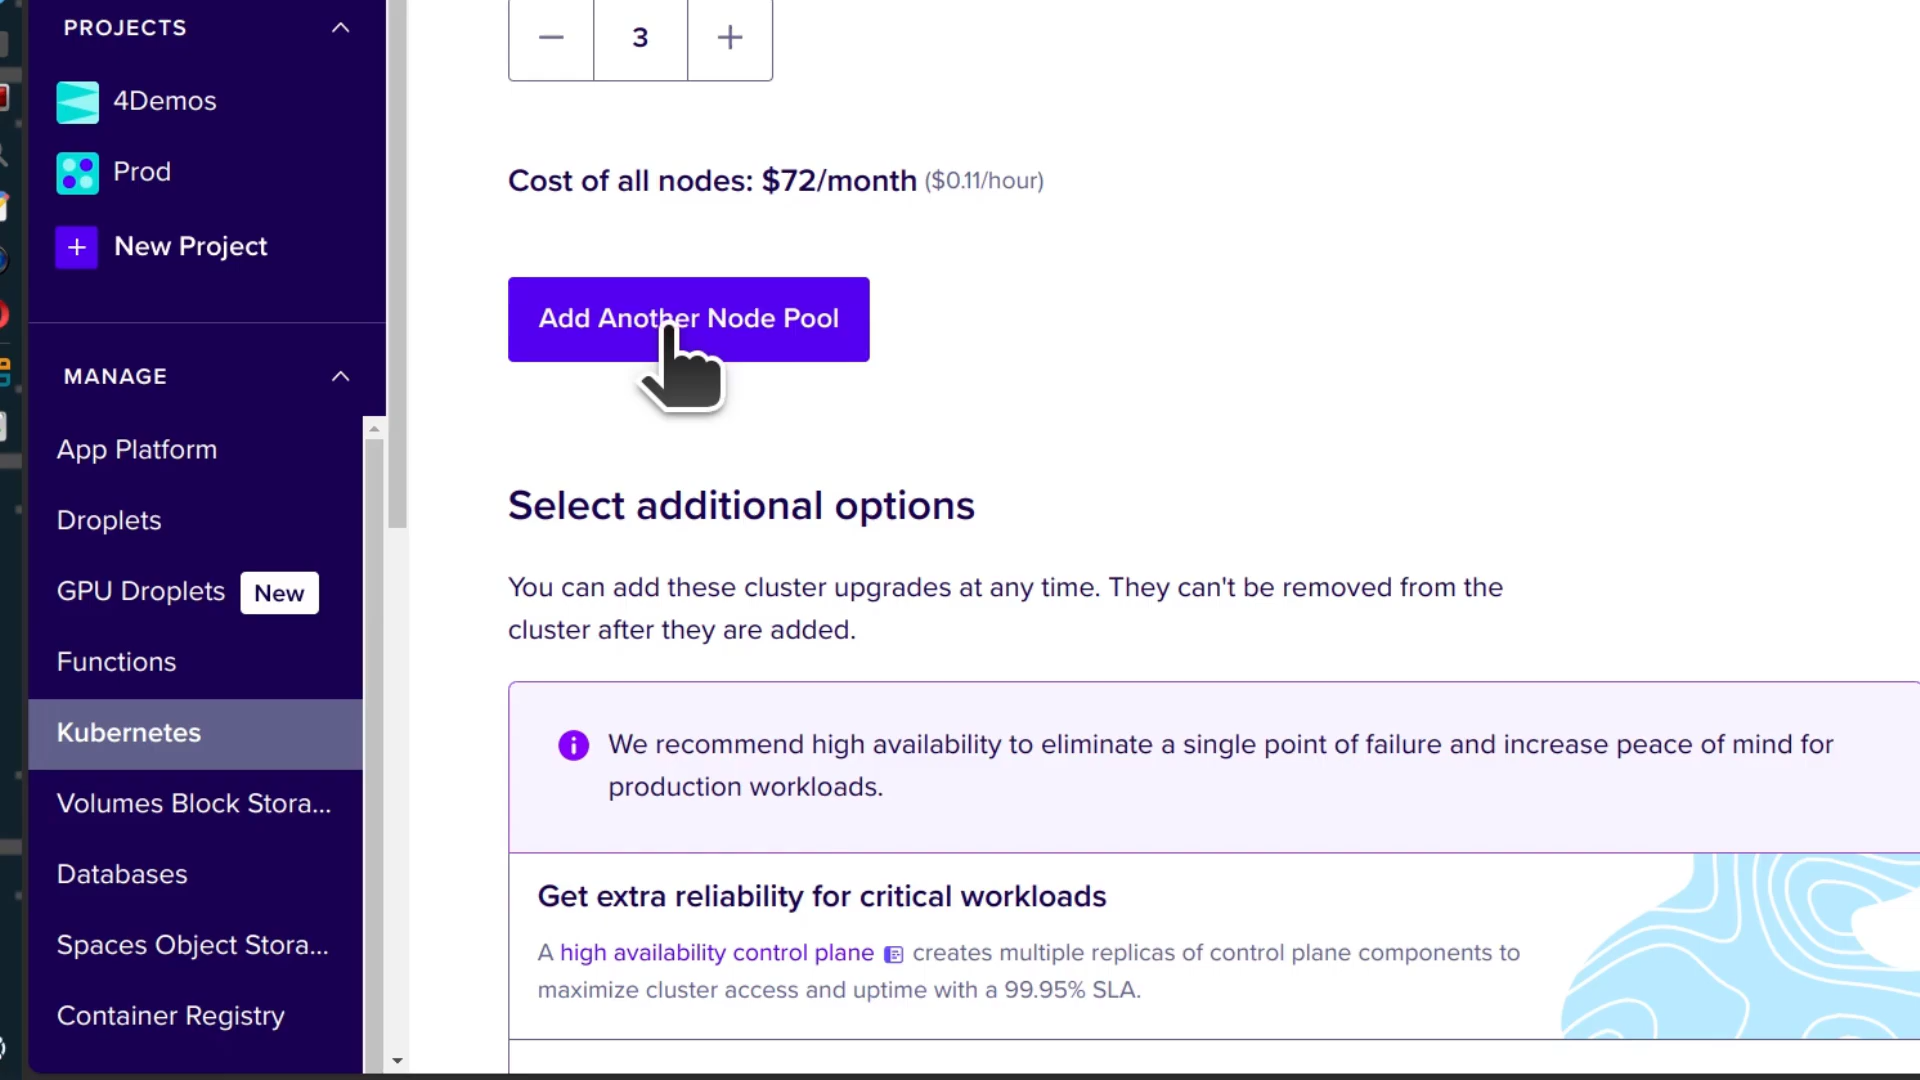 PROJECTS
4Demos
Prod
+ New Project
MANAGE
App Platform
Droplets
GPU Droplets New
Functions
Kubernetes
Volumes Block Stora...
Databases
Spaces Object Stora...
Container Registry
− 3 +
Cost of all nodes: $72/month ($0.11/hour)
Add Another Node Pool
Select additional options
You can add these cluster upgrades at any time. They can't be removed from the
cluster after they are added.
We recommend high availability to eliminate a single point of failure and increase peace of mind for
production workloads.
Get extra reliability for critical workloads
A high availability control plane creates multiple replicas of control plane components to
maximize cluster access and uptime with a 99.95% SLA.